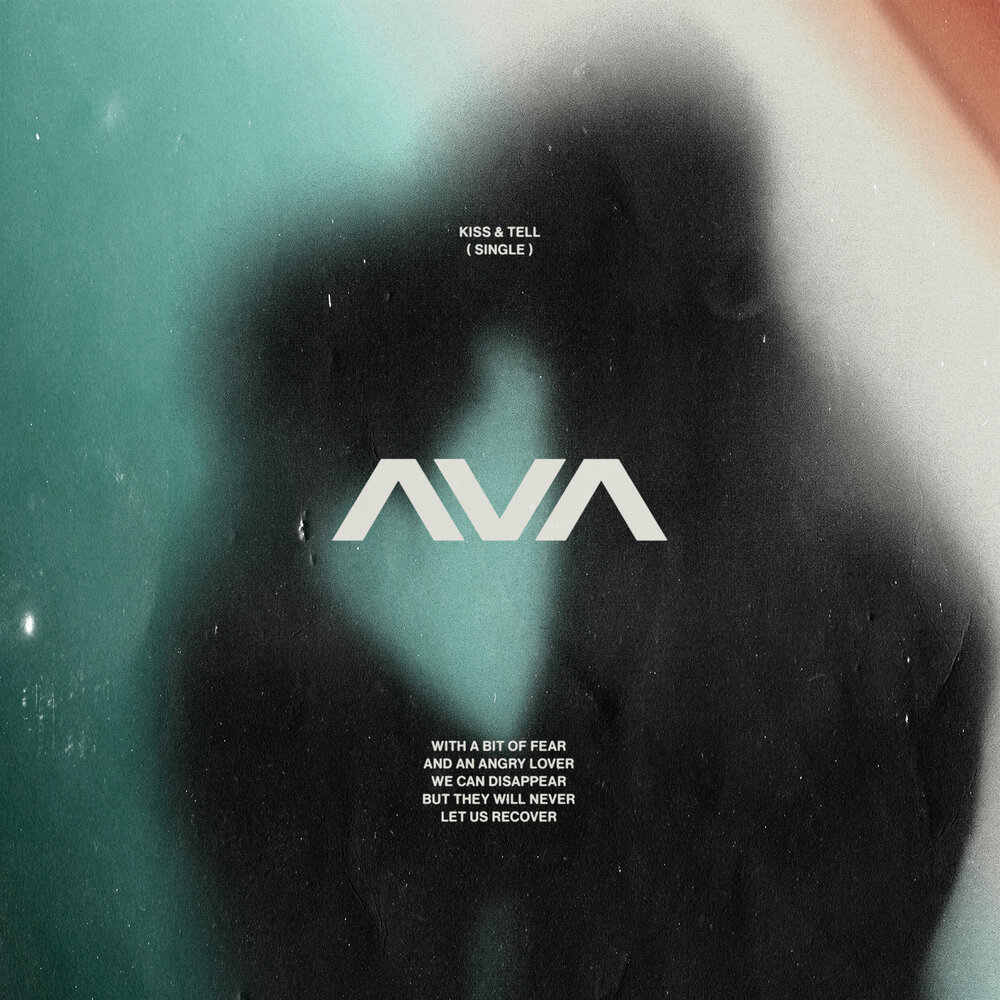 KISS & TELL
( SINGLE )
AVA
WITH A BIT OF FEAR
AND AN ANGRY LOVER
WE CAN DISAPPEAR
BUT THEY WILL NEVER
LET US RECOVER